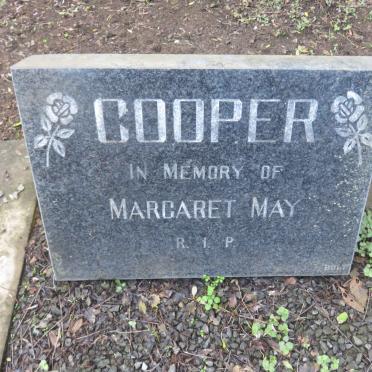 COOPER
IN MEMORY OF
MARGARET MAY
R. I. P.